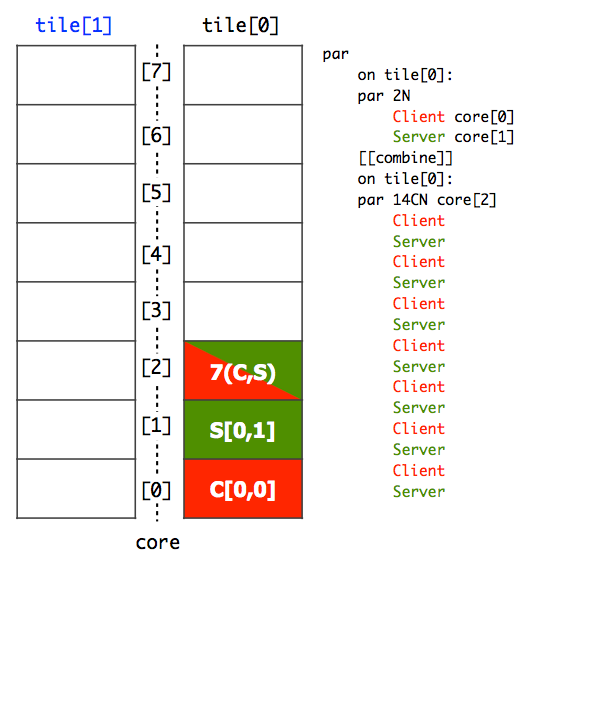 tile[1] tile[0]
[7]
[6]
[5]
[4]
[3]
[2] 7(C,S)
[1] S[0,1]
[0] C[0,0]
core
par
on tile[0]:
par 2N
Client core[0]
Server core[1]
[[combine]]
on tile[0]:
par 14CN core[2]
Client
Server
Client
Server
Client
Server
Client
Server
Client
Server
Client
Server
Client
Server